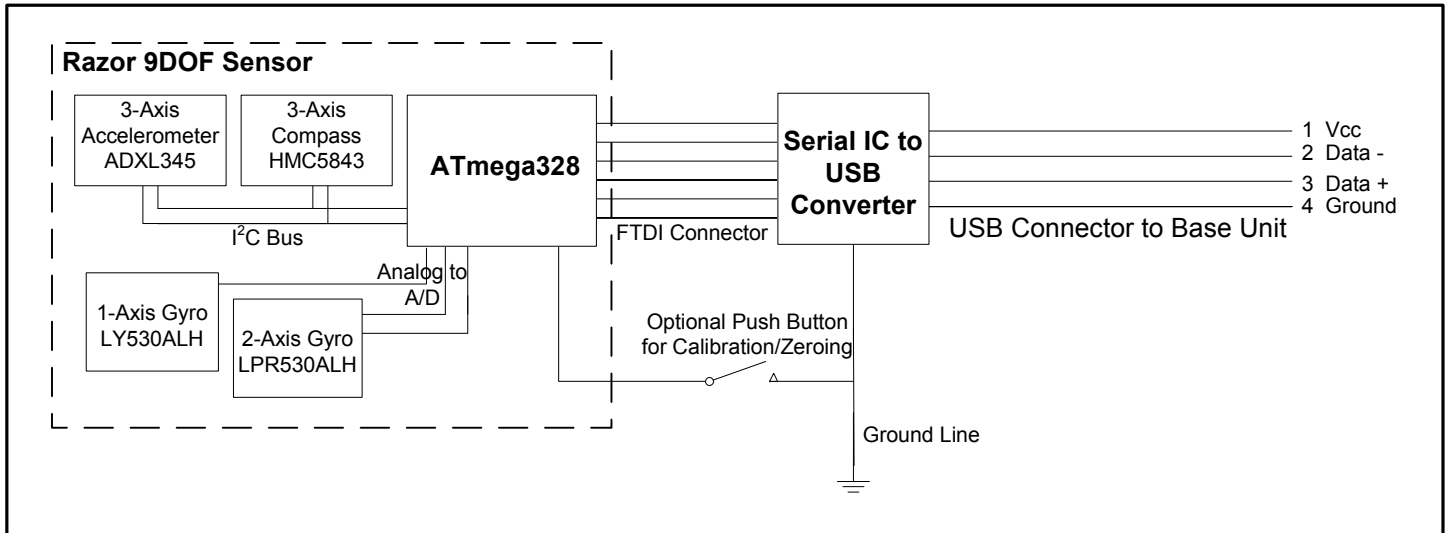 Razor 9DOF Sensor
3-Axis
Accelerometer
ADXL345
3-Axis
Compass
HMC5843
ATmega328
I²C Bus
Analog to
A/D
1-Axis Gyro
LY530ALH
2-Axis Gyro
LPR530ALH
FTDI Connector
Serial IC to
USB
Converter
1 Vcc
2 Data -
3 Data +
4 Ground
USB Connector to Base Unit
Optional Push Button
for Calibration/Zeroing
Ground Line